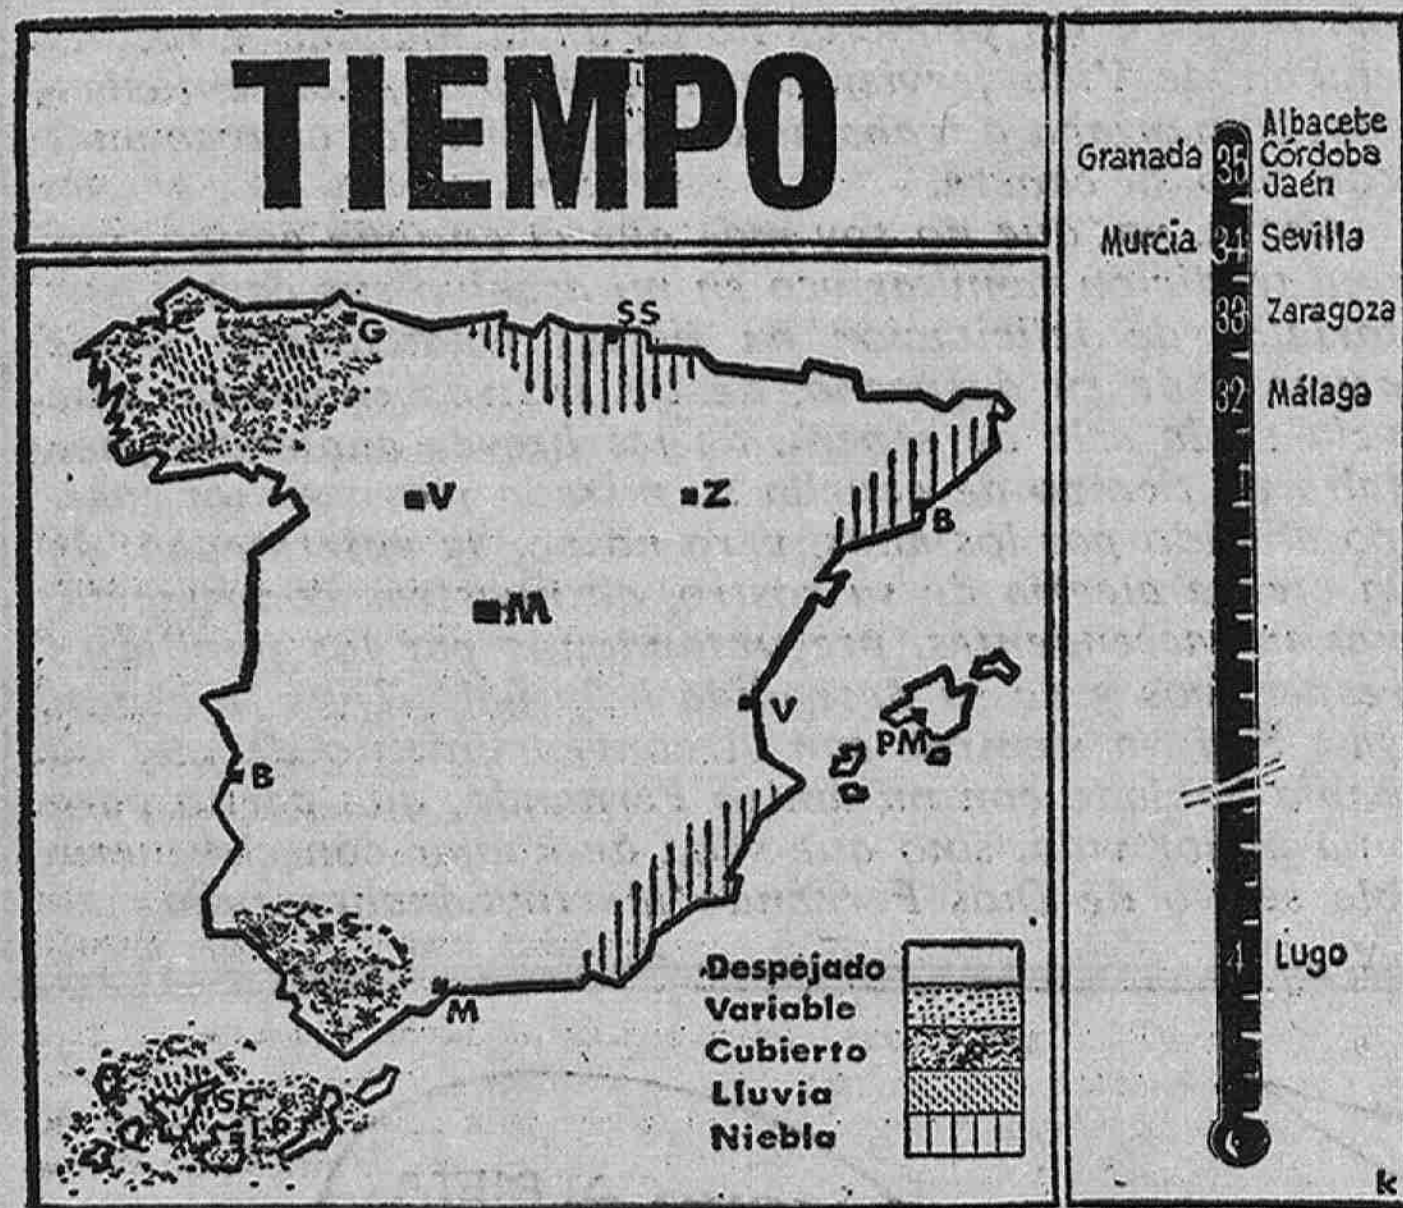 TIEMPO
G
SS
V
Z
B
M
V
PM
B
M
Despejado
Variable
Cubierto
Lluvia
Niebla
Albacete
Granada 35 Córdoba
Jaén
Murcia 34 Sevilla
33 Zaragoza
32 Málaga
4 Lugo
k